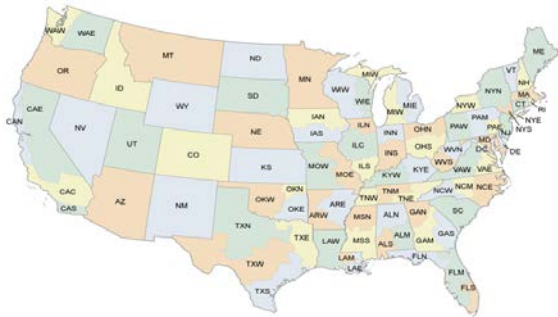 WAW
WAE
MT
ND
MN
ME
VT
NH
OR
ID
SD
WIW
WIE
MIW
MIW
MIE
NYN
NYW
MA
CT
RI
NYE
NYS
CAN
CAE
NV
WY
NE
IAN
IAS
ILN
INN
OHN
PAW
PAM
PAE
NJ
MD
DC
DE
UT
CO
KS
MOW
MOE
ILC
ILS
INS
OHS
WVN
WVS
VAW
VAE
KYW
KYE
CAC
CAS
AZ
NM
OKN
OKW
OKE
ARW
ARE
TNW
TNM
TNE
NCW
NCM
NCE
TXN
TXE
TXW
TXS
LAW
LAM
LAE
MSN
MSS
ALN
ALM
ALS
GAN
GAM
GAS
SC
FLN
FLM
FLS